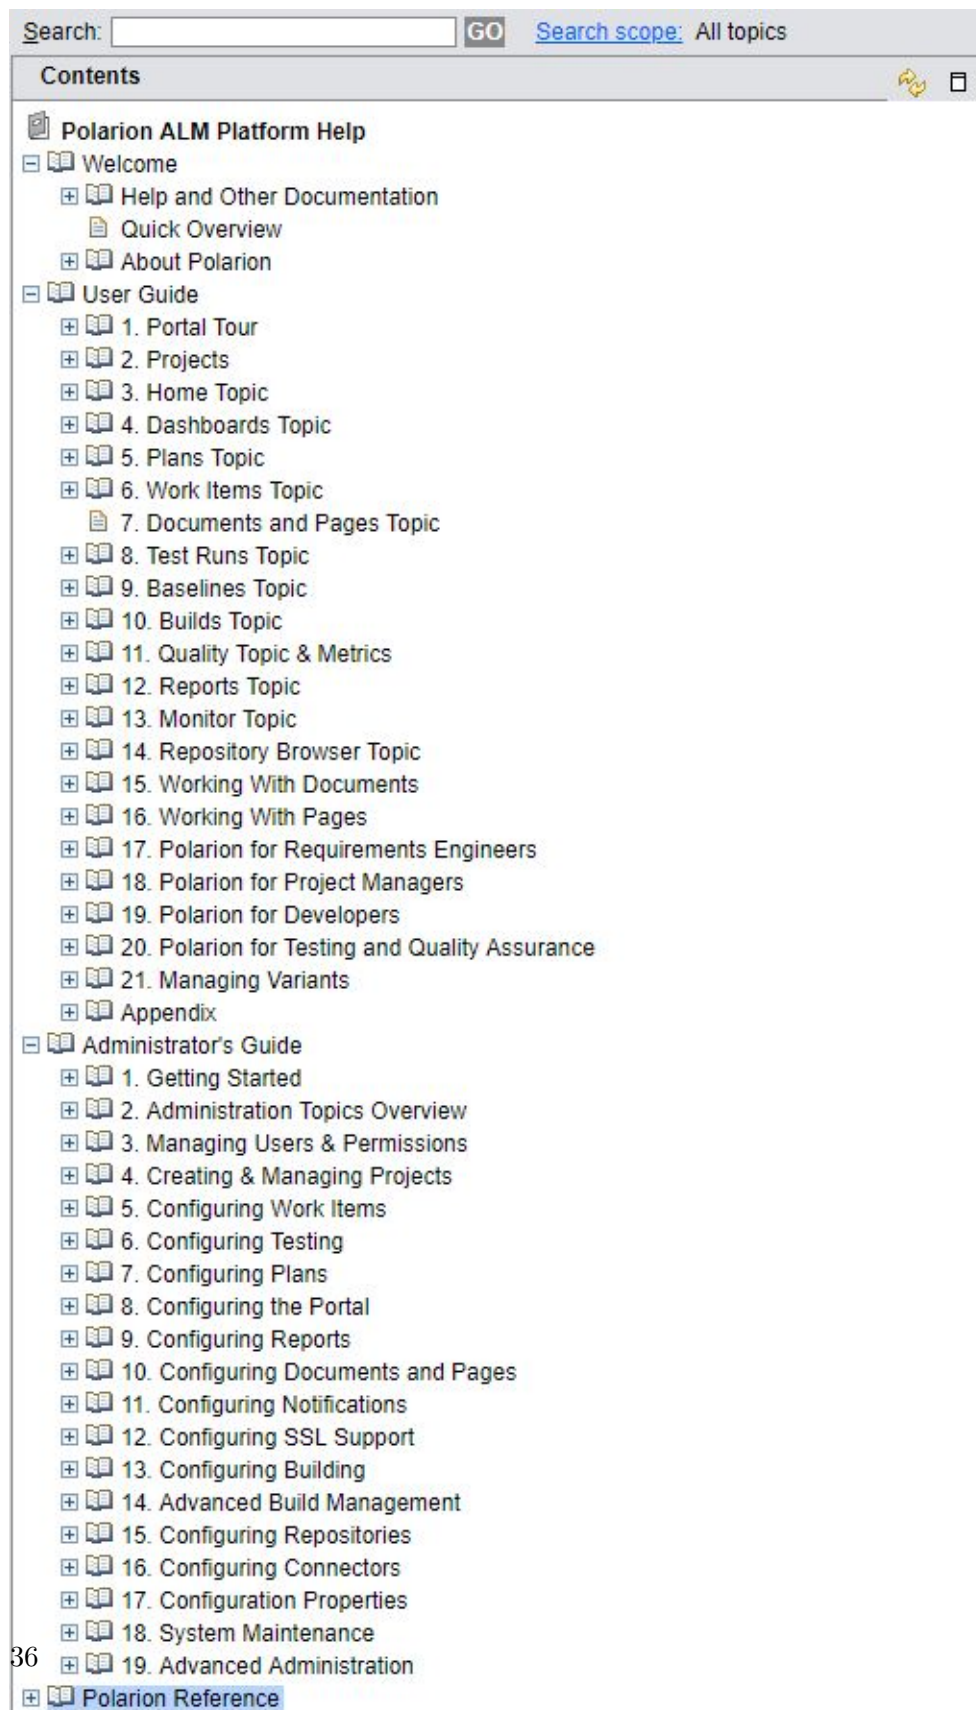 Search: GO Search scope: All topics
Contents
Polarion ALM Platform Help
Welcome
Help and Other Documentation
Quick Overview
About Polarion
User Guide
1. Portal Tour
2. Projects
3. Home Topic
4. Dashboards Topic
5. Plans Topic
6. Work Items Topic
7. Documents and Pages Topic
8. Test Runs Topic
9. Baselines Topic
10. Builds Topic
11. Quality Topic & Metrics
12. Reports Topic
13. Monitor Topic
14. Repository Browser Topic
15. Working With Documents
16. Working With Pages
17. Polarion for Requirements Engineers
18. Polarion for Project Managers
19. Polarion for Developers
20. Polarion for Testing and Quality Assurance
21. Managing Variants
Appendix
Administrator's Guide
1. Getting Started
2. Administration Topics Overview
3. Managing Users & Permissions
4. Creating & Managing Projects
5. Configuring Work Items
6. Configuring Testing
7. Configuring Plans
8. Configuring the Portal
9. Configuring Reports
10. Configuring Documents and Pages
11. Configuring Notifications
12. Configuring SSL Support
13. Configuring Building
14. Advanced Build Management
15. Configuring Repositories
16. Configuring Connectors
17. Configuration Properties
18. System Maintenance
36
19. Advanced Administration
Polarion Reference